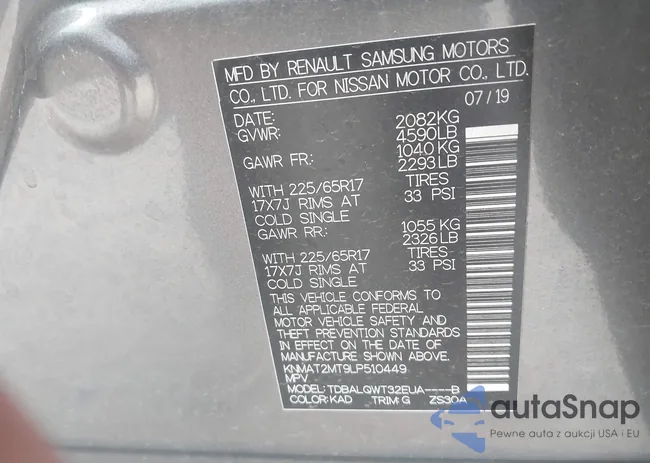 MFD BY RENAULT SAMSUNG MOTORS
CO., LTD. FOR NISSAN MOTOR CO., LTD.
DATE: 07/19
GVWR: 2082KG
4590LB
GAWR FR: 1040 KG
2293LB
WITH 225/65R17 TIRES
17X7J RIMS AT 33 PSI
COLD SINGLE
GAWR RR: 1055 KG
2326LB
WITH 225/65R17 TIRES
17X7J RIMS AT 33 PSI
COLD SINGLE
THIS VEHICLE CONFORMS TO
ALL APPLICABLE FEDERAL
MOTOR VEHICLE SAFETY AND
THEFT PREVENTION STANDARDS
IN EFFECT ON THE DATE OF
MANUFACTURE SHOWN ABOVE.
KNMAT2MT9LP510449
MPV
TDBALQWT32EUA----B
COLOR: KAD TRIM: G ZS30A
autaSnap
Pewne auta z aukcji USA i EU